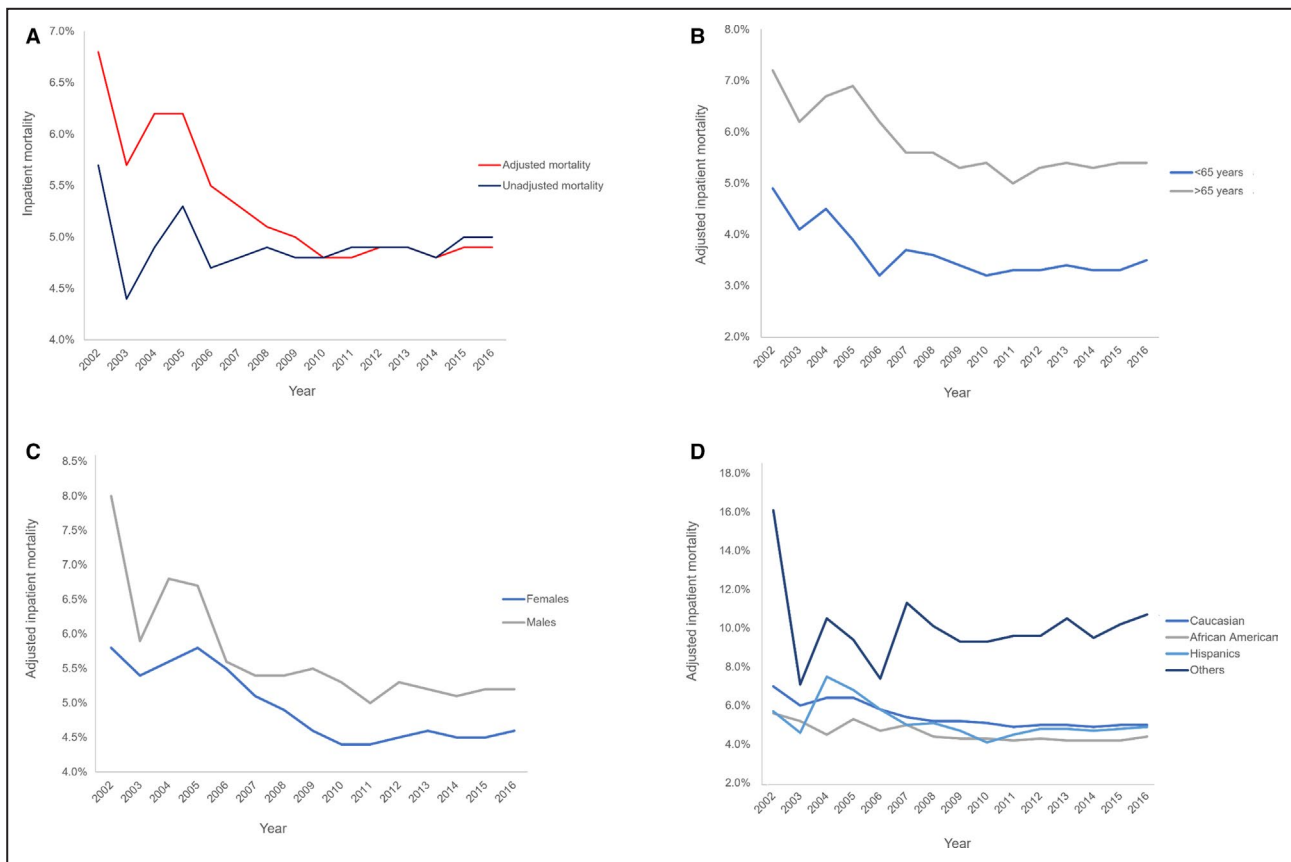 A
7.0%
6.5%
6.0%
5.5%
5.0%
4.5%
4.0%
Inpatient mortality
Adjusted mortality
Unadjusted mortality
2002 2003 2004 2005 2006 2007 2008 2009 2010 2011 2012 2013 2014 2015 2016
Year
B
8.0%
7.0%
6.0%
5.0%
4.0%
3.0%
2.0%
Adjusted inpatient mortality
<65 years
>65 years
2002 2003 2004 2005 2006 2007 2008 2009 2010 2011 2012 2013 2014 2015 2016
Year
C
8.5%
8.0%
7.5%
7.0%
6.5%
6.0%
5.5%
5.0%
4.5%
4.0%
Adjusted inpatient mortality
Females
Males
2002 2003 2004 2005 2006 2007 2008 2009 2010 2011 2012 2013 2014 2015 2016
Year
D
18.0%
16.0%
14.0%
12.0%
10.0%
8.0%
6.0%
4.0%
2.0%
Adjusted inpatient mortality
Caucasian
African American
Hispanics
Others
2002 2003 2004 2005 2006 2007 2008 2009 2010 2011 2012 2013 2014 2015 2016
Year